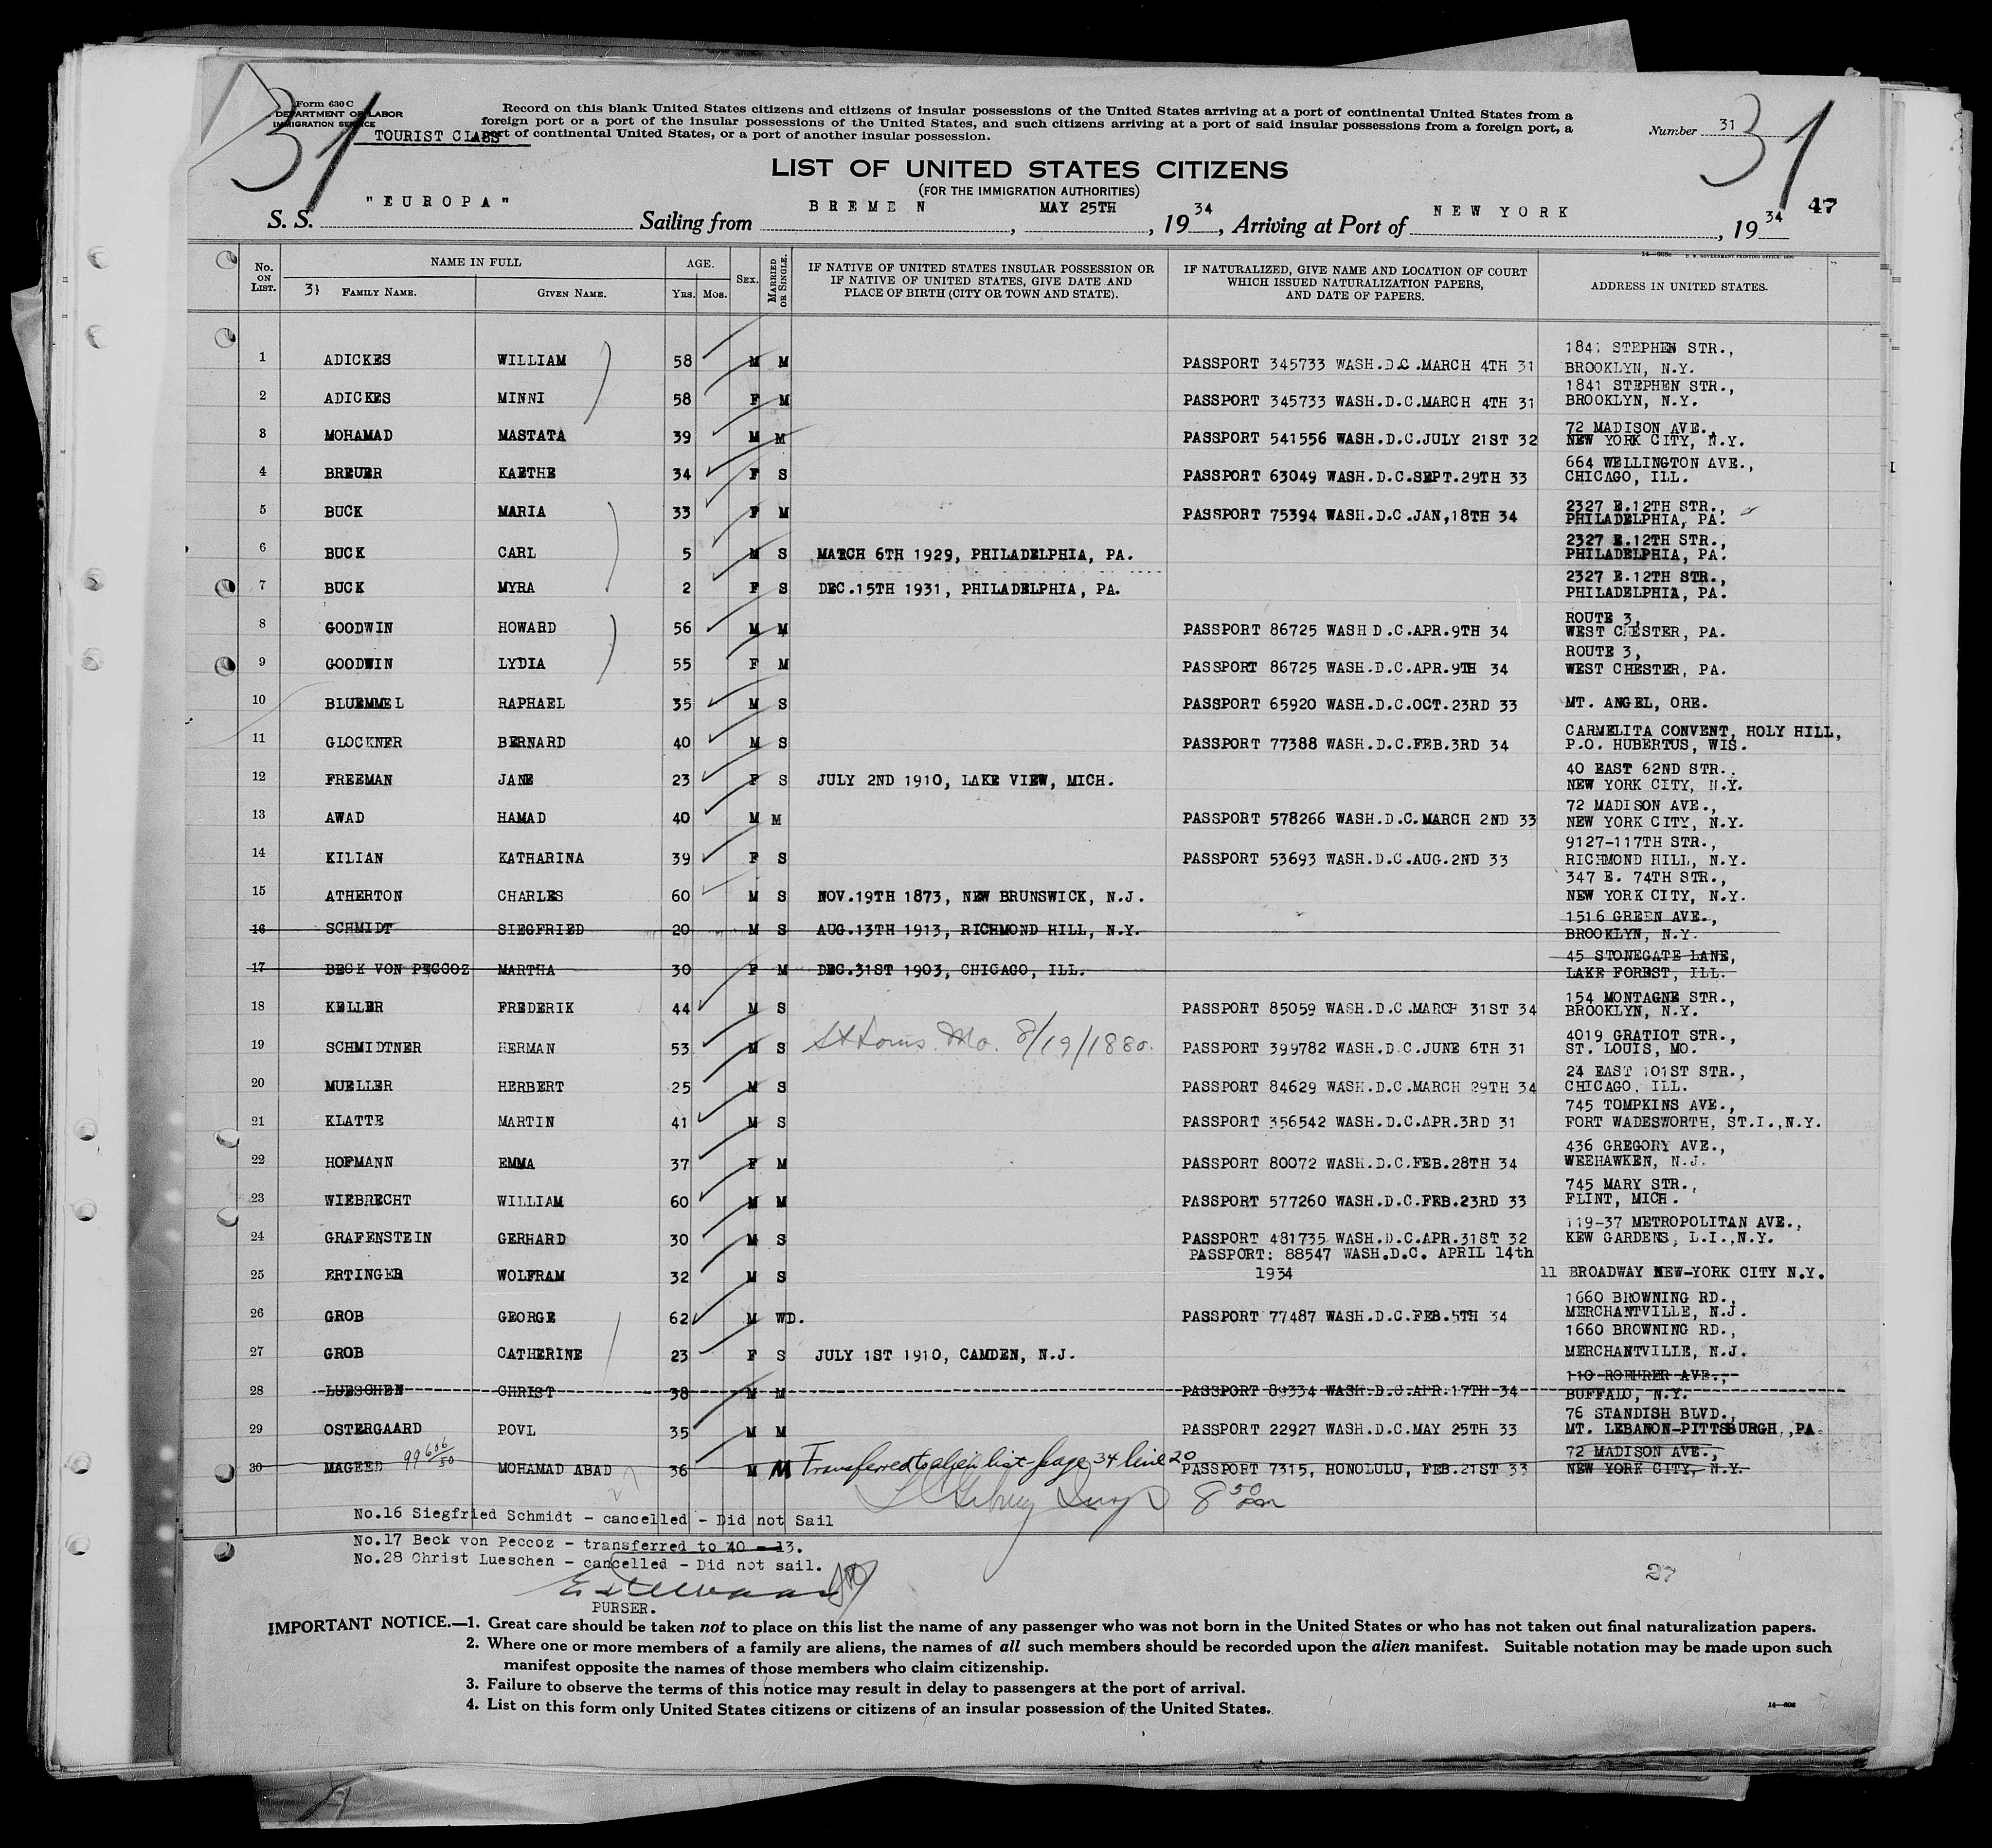 Form 630 C
DEPARTMENT OF LABOR
IMMIGRATION SERVICE
TOURIST CLASS
31
Record on this blank United States citizens and citizens of insular possessions of the United States arriving at a port of continental United States from a
foreign port or a port of the insular possessions of the United States, and such citizens arriving at a port of said insular possessions from a foreign port, a
port of continental United States, or a port of another insular possession.
Number 31
31
LIST OF UNITED STATES CITIZENS
(FOR THE IMMIGRATION AUTHORITIES)
47
S. S. "EUROPA" Sailing from BREMEN, MAY 25TH, 1934, Arriving at Port of NEW YORK, 1934
No. ON LIST. NAME IN FULL AGE. SEX. MARRIED OR SINGLE. IF NATIVE OF UNITED STATES INSULAR POSSESSION OR IF NATIVE OF UNITED STATES, GIVE DATE AND PLACE OF BIRTH (CITY OR TOWN AND STATE). IF NATURALIZED, GIVE NAME AND LOCATION OF COURT WHICH ISSUED NATURALIZATION PAPERS, AND DATE OF PAPERS. ADDRESS IN UNITED STATES.
31 FAMILY NAME. GIVEN NAME. YRS. MOS.
1 ADICKES WILLIAM 58 M M PASSPORT 345733 WASH.D.C.MARCH 4TH 31 1841 STEPHEN STR., BROOKLYN, N.Y.
2 ADICKES MINNI 58 F M PASSPORT 345733 WASH.D.C.MARCH 4TH 31 1841 STEPHEN STR., BROOKLYN, N.Y.
3 MOHAMAD MASTATA 39 M M PASSPORT 541556 WASH.D.C.JULY 21ST 32 72 MADISON AVE., NEW YORK CITY, N.Y.
4 BREUER KAETHE 34 F S PASSPORT 63049 WASH.D.C.SEPT.29TH 33 664 WELLINGTON AVE., CHICAGO, ILL.
5 BUCK MARIA 33 F M PASSPORT 75394 WASH.D.C.JAN,18TH 34 2327 E.12TH STR., PHILADELPHIA, PA.
6 BUCK CARL 5 M S MARCH 6TH 1929, PHILADELPHIA, PA. 2327 E.12TH STR., PHILADELPHIA, PA.
7 BUCK MYRA 2 F S DEC.15TH 1931, PHILADELPHIA, PA. 2327 E.12TH STR., PHILADELPHIA, PA.
8 GOODWIN HOWARD 56 M M PASSPORT 86725 WASH D.C.APR.9TH 34 ROUTE 3, WEST CHESTER, PA.
9 GOODWIN LYDIA 55 F M PASSPORT 86725 WASH.D.C.APR.9TH 34 ROUTE 3, WEST CHESTER, PA.
10 BLUEMMEL RAPHAEL 35 M S PASSPORT 65920 WASH.D.C.OCT.23RD 33 MT. ANGEL, ORE.
11 GLOCKNER BERNARD 40 M S PASSPORT 77388 WASH.D.C.FEB.3RD 34 CARMELITA CONVENT, HOLY HILL, P.O. HUBERTUS, WIS.
12 FREEMAN JANE 23 F S JULY 2ND 1910, LAKE VIEW, MICH. 40 EAST 62ND STR., NEW YORK CITY, N.Y.
13 AWAD HAMAD 40 M M PASSPORT 578266 WASH.D.C.MARCH 2ND 33 72 MADISON AVE., NEW YORK CITY, N.Y.
14 KILIAN KATHARINA 39 F S PASSPORT 53693 WASH.D.C.AUG.2ND 33 9127-117TH STR., RICHMOND HILL, N.Y.
15 ATHERTON CHARLES 60 M S NOV.19TH 1873, NEW BRUNSWICK, N.J. 347 E. 74TH STR., NEW YORK CITY, N.Y.
16 SCHMIDT SIEGFRIED 20 M S AUG.13TH 1913, RICHMOND HILL, N.Y. 1516 GREEN AVE., BROOKLYN, N.Y.
17 BECK VON PECCOZ MARTHA 30 F M DEC.31ST 1903, CHICAGO, ILL. 45 STONEGATE LANE, LAKE FOREST, ILL.
18 KELLER FREDERIK 44 M S PASSPORT 85059 WASH.D.C.MARCH 31ST 34 154 MONTAGNE STR., BROOKLYN, N.Y.
19 SCHMIDTNER HERMAN 53 M S St Louis Mo. 8/19/1880. PASSPORT 399782 WASH.D.C.JUNE 6TH 31 4019 GRATIOT STR., ST. LOUIS, MO.
20 MUELLER HERBERT 25 M S PASSPORT 84629 WASH.D.C.MARCH 29TH 34 24 EAST 101ST STR., CHICAGO, ILL.
21 KLATTE MARTIN 41 M S PASSPORT 356542 WASH.D.C.APR.3RD 31 745 TOMPKINS AVE., FORT WADESWORTH, ST.I.,N.Y.
22 HOFMANN EMMA 37 F M PASSPORT 80072 WASH.D.C.FEB.28TH 34 436 GREGORY AVE., WEEHAWKEN, N.J.
23 WIEBRECHT WILLIAM 60 M M PASSPORT 577260 WASH.D.C.FEB.23RD 33 745 MARY STR., FLINT, MICH.
24 GRAFENSTEIN GERHARD 30 M S PASSPORT 481735 WASH.D.C.APR.31ST 32 119-37 METROPOLITAN AVE., KEW GARDENS, L.I.,N.Y.
25 ERTINGER WOLFRAM 32 M S PASSPORT: 88547 WASH.D.C. APRIL 14th 1934 11 BROADWAY NEW-YORK CITY N.Y.
26 GROB GEORGE 62 M WD. PASSPORT 77487 WASH.D.C.FEB.5TH 34 1660 BROWNING RD., MERCHANTVILLE, N.J.
27 GROB CATHERINE 23 F S JULY 1ST 1910, CAMDEN, N.J. 1660 BROWNING RD., MERCHANTVILLE, N.J.
28 LUESCHEN CHRIST 38 M M PASSPORT 89334 WASH.D.C.APR.17TH 34 110 AVE., BUFFALO, N.Y.
29 OSTERGAARD POVL 35 M M PASSPORT 22927 WASH.D.C.MAY 25TH 33 76 STANDISH BLVD., MT. LEBANON-PITTSBURGH.,PA.
30 MAGEED 99 606/50 MOHAMAD ABAD 36 M M Transferred to alien list-page 34 line 20 PASSPORT 7315, HONOLULU, FEB.21ST 33 72 MADISON AVE., NEW YORK CITY, N.Y.
8 50 pm
No.16 Siegfried Schmidt - cancelled - Did not Sail
No.17 Beck von Peccoz - transferred to 40 - 13.
No.28 Christ Lueschen - cancelled - Did not sail.
PURSER.
27
IMPORTANT NOTICE.—1. Great care should be taken not to place on this list the name of any passenger who was not born in the United States or who has not taken out final naturalization papers.
2. Where one or more members of a family are aliens, the names of all such members should be recorded upon the alien manifest. Suitable notation may be made upon such
manifest opposite the names of those members who claim citizenship.
3. Failure to observe the terms of this notice may result in delay to passengers at the port of arrival.
4. List on this form only United States citizens or citizens of an insular possession of the United States.